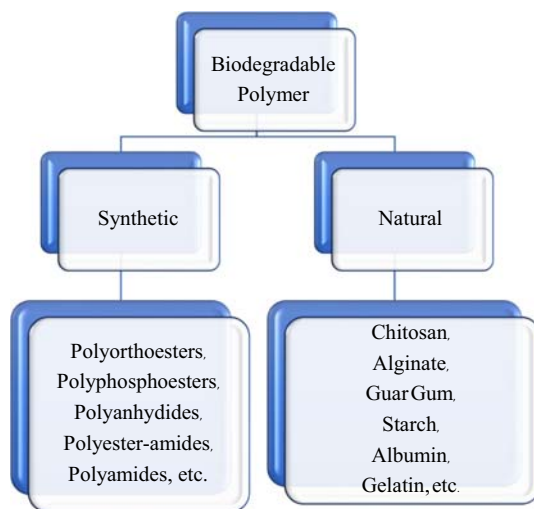 Biodegradable
Polymer
Synthetic
Natural
Polyorthoesters,
Polyphosphoesters,
Polyanhydides,
Polyester-amides,
Polyamides, etc.
Chitosan,
Alginate,
Guar Gum,
Starch,
Albumin,
Gelatin, etc.